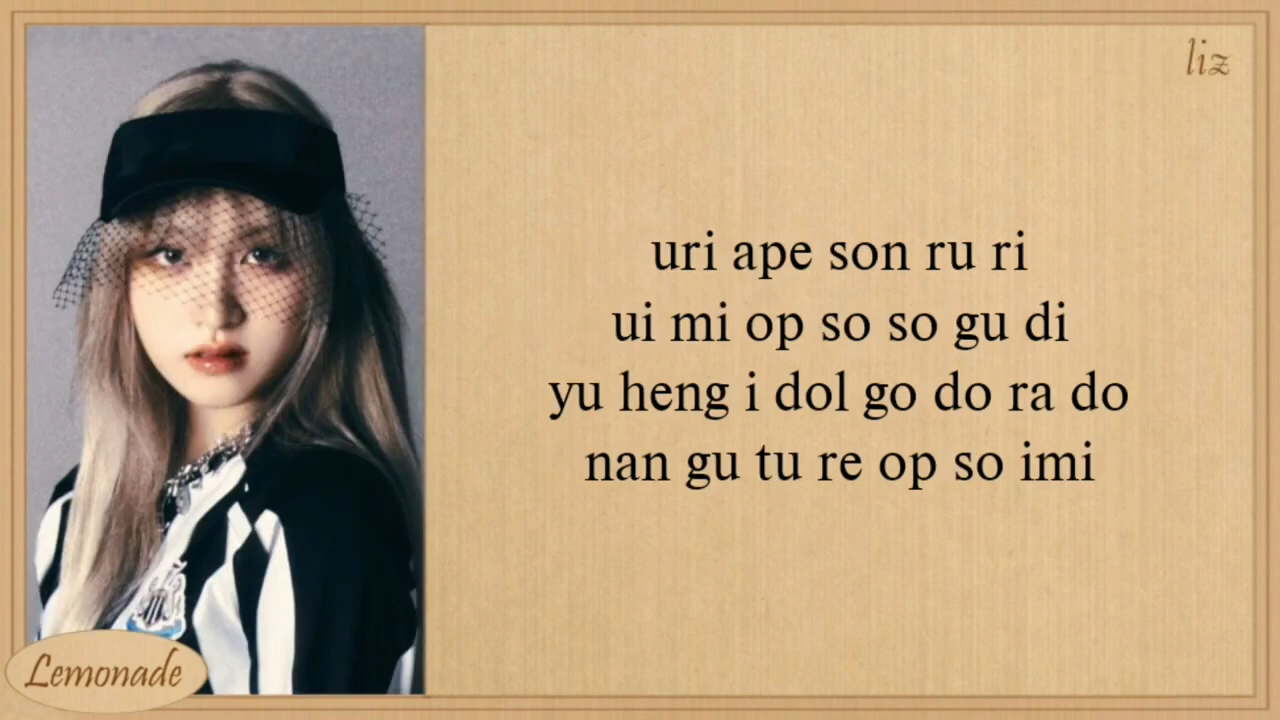 liz
uri ape son ru ri
ui mi op so so gu di
yu heng i dol go do ra do
nan gu tu re op so imi
Lemonade